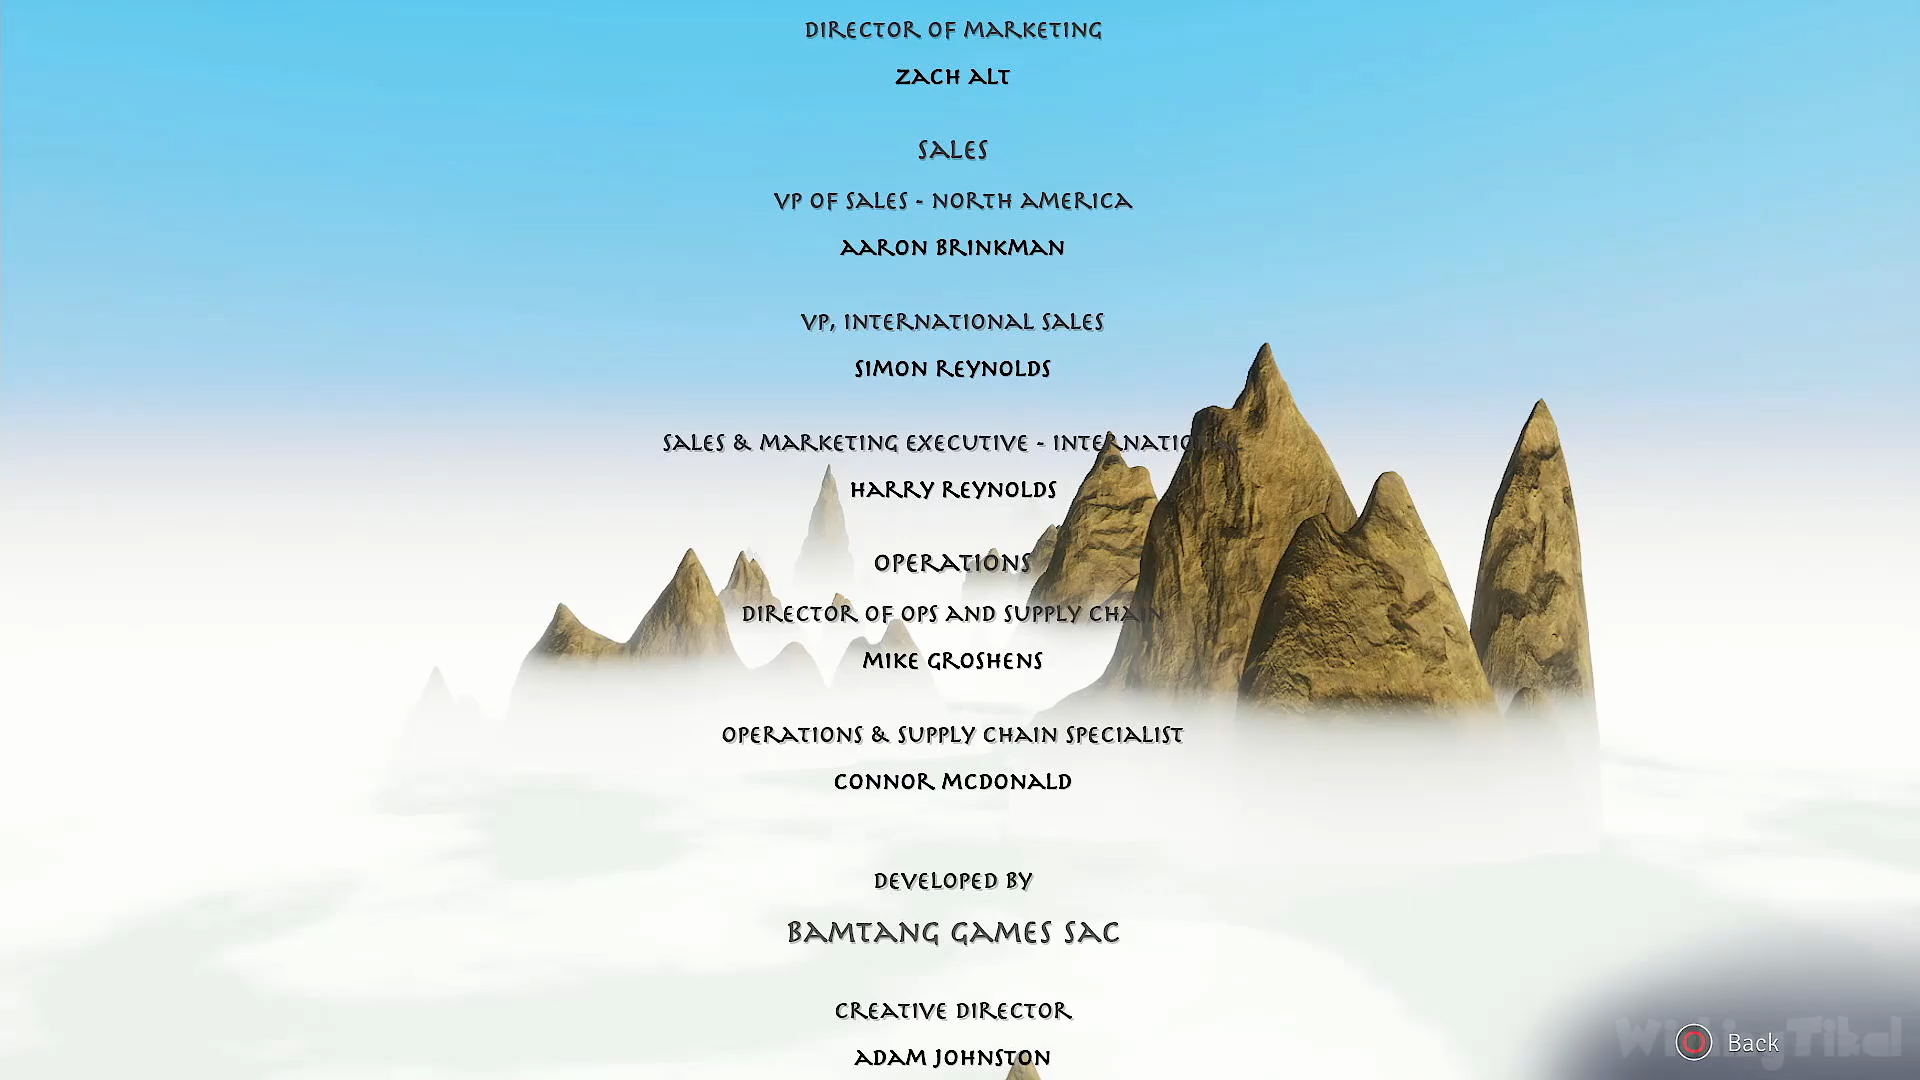 DIRECTOR OF MARKETING
ZACH ALT
SALES
VP OF SALES - NORTH AMERICA
AARON BRINKMAN
VP, INTERNATIONAL SALES
SIMON REYNOLDS
SALES & MARKETING EXECUTIVE - INTERNATIONAL
HARRY REYNOLDS
OPERATIONS
DIRECTOR OF OPS AND SUPPLY CHAIN
MIKE GROSHENS
OPERATIONS & SUPPLY CHAIN SPECIALIST
CONNOR MCDONALD
DEVELOPED BY
BAMTANG GAMES SAC
CREATIVE DIRECTOR
ADAM JOHNSTON
Back